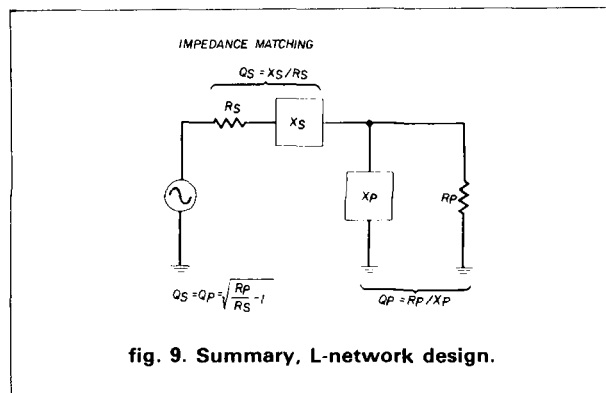 IMPEDANCE MATCHING
QS = XS/RS
RS
XS
XP
RP
QS = QP = √(RP/RS - 1)
QP = RP/XP
fig. 9. Summary, L-network design.